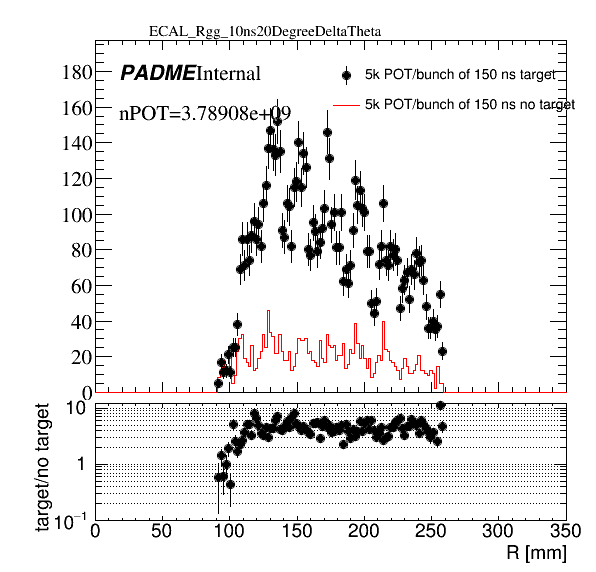 ECAL_Rgg_10ns20DegreeDeltaTheta
PADME Internal
nPOT=3.78908e+09
5k POT/bunch of 150 ns target
5k POT/bunch of 150 ns no target
180
160
140
120
100
80
60
40
20
0
10
1
10−1
target/no target
0 50 100 150 200 250 300 350
R [mm]